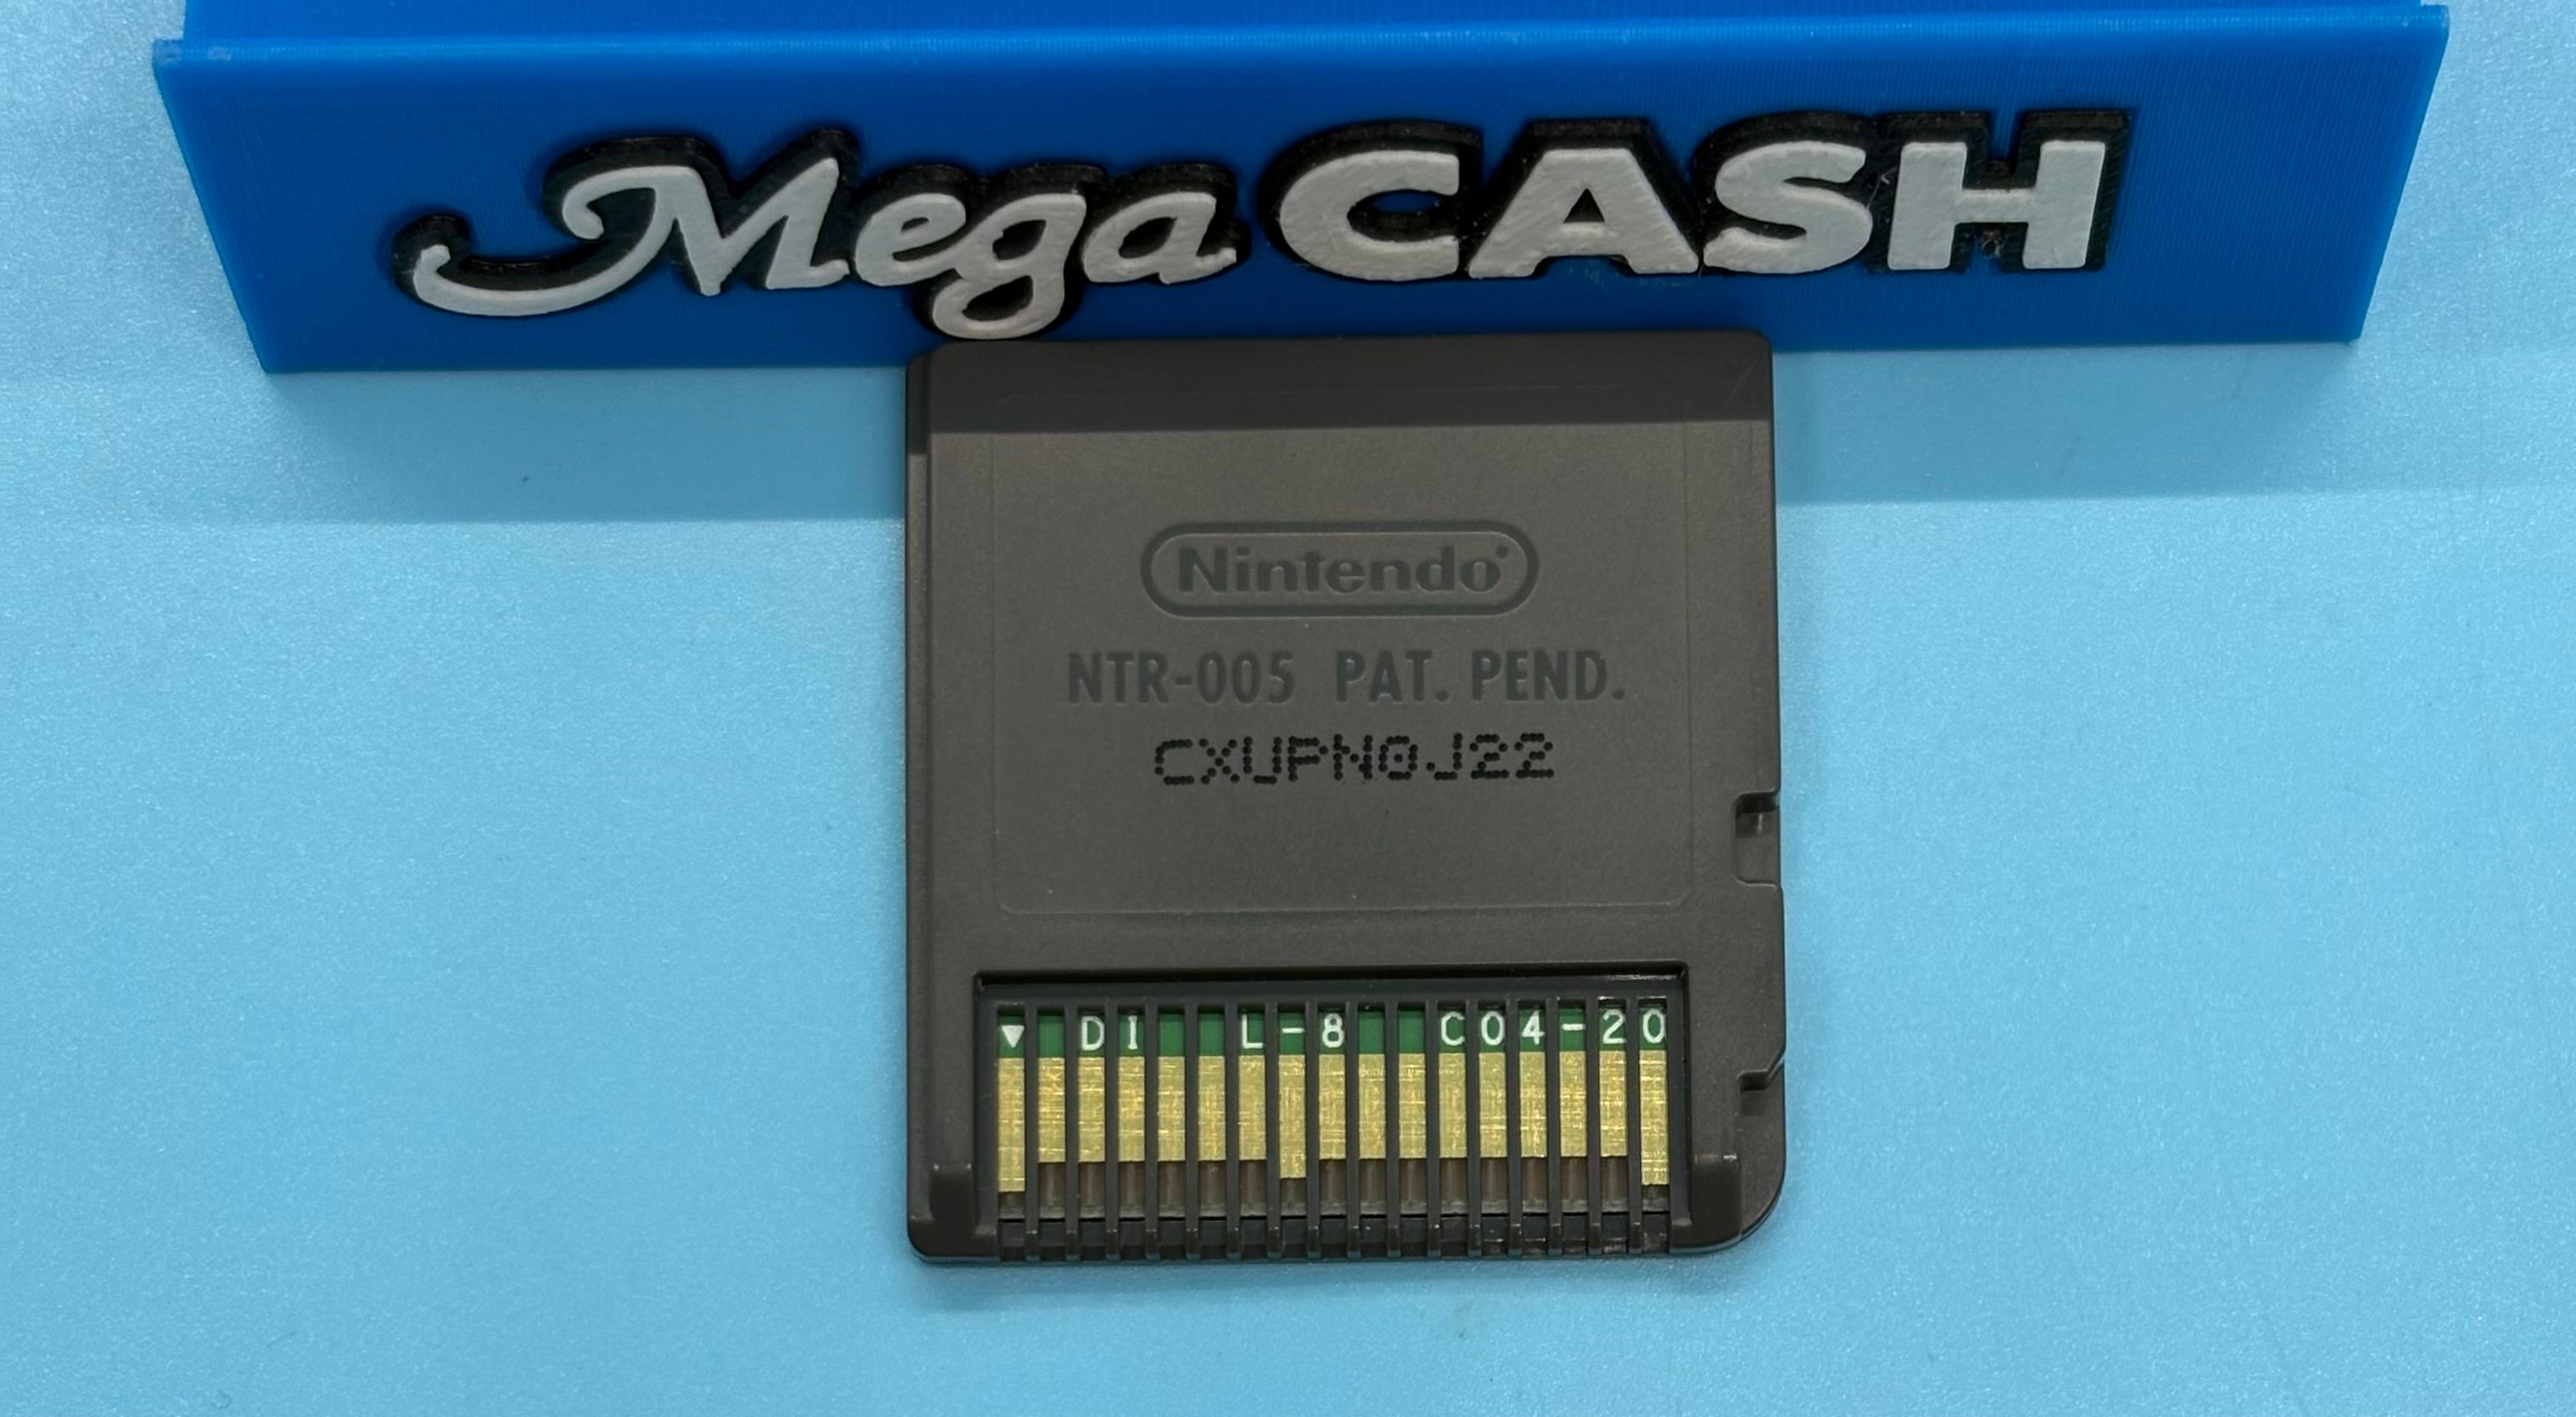 Mega CASH
Nintendo
NTR-005 PAT. PEND.
CXUPN0J22
▼ DI L-8 C04-20